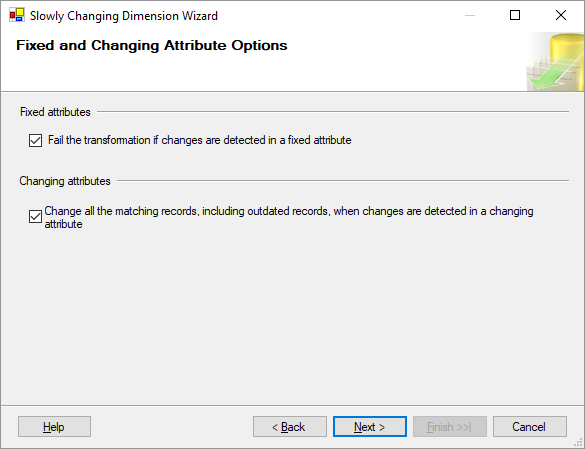 Slowly Changing Dimension Wizard
Fixed and Changing Attribute Options
Fixed attributes
Fail the transformation if changes are detected in a fixed attribute
Changing attributes
Change all the matching records, including outdated records, when changes are detected in a changing
attribute
Help
< Back
Next >
Finish >>|
Cancel